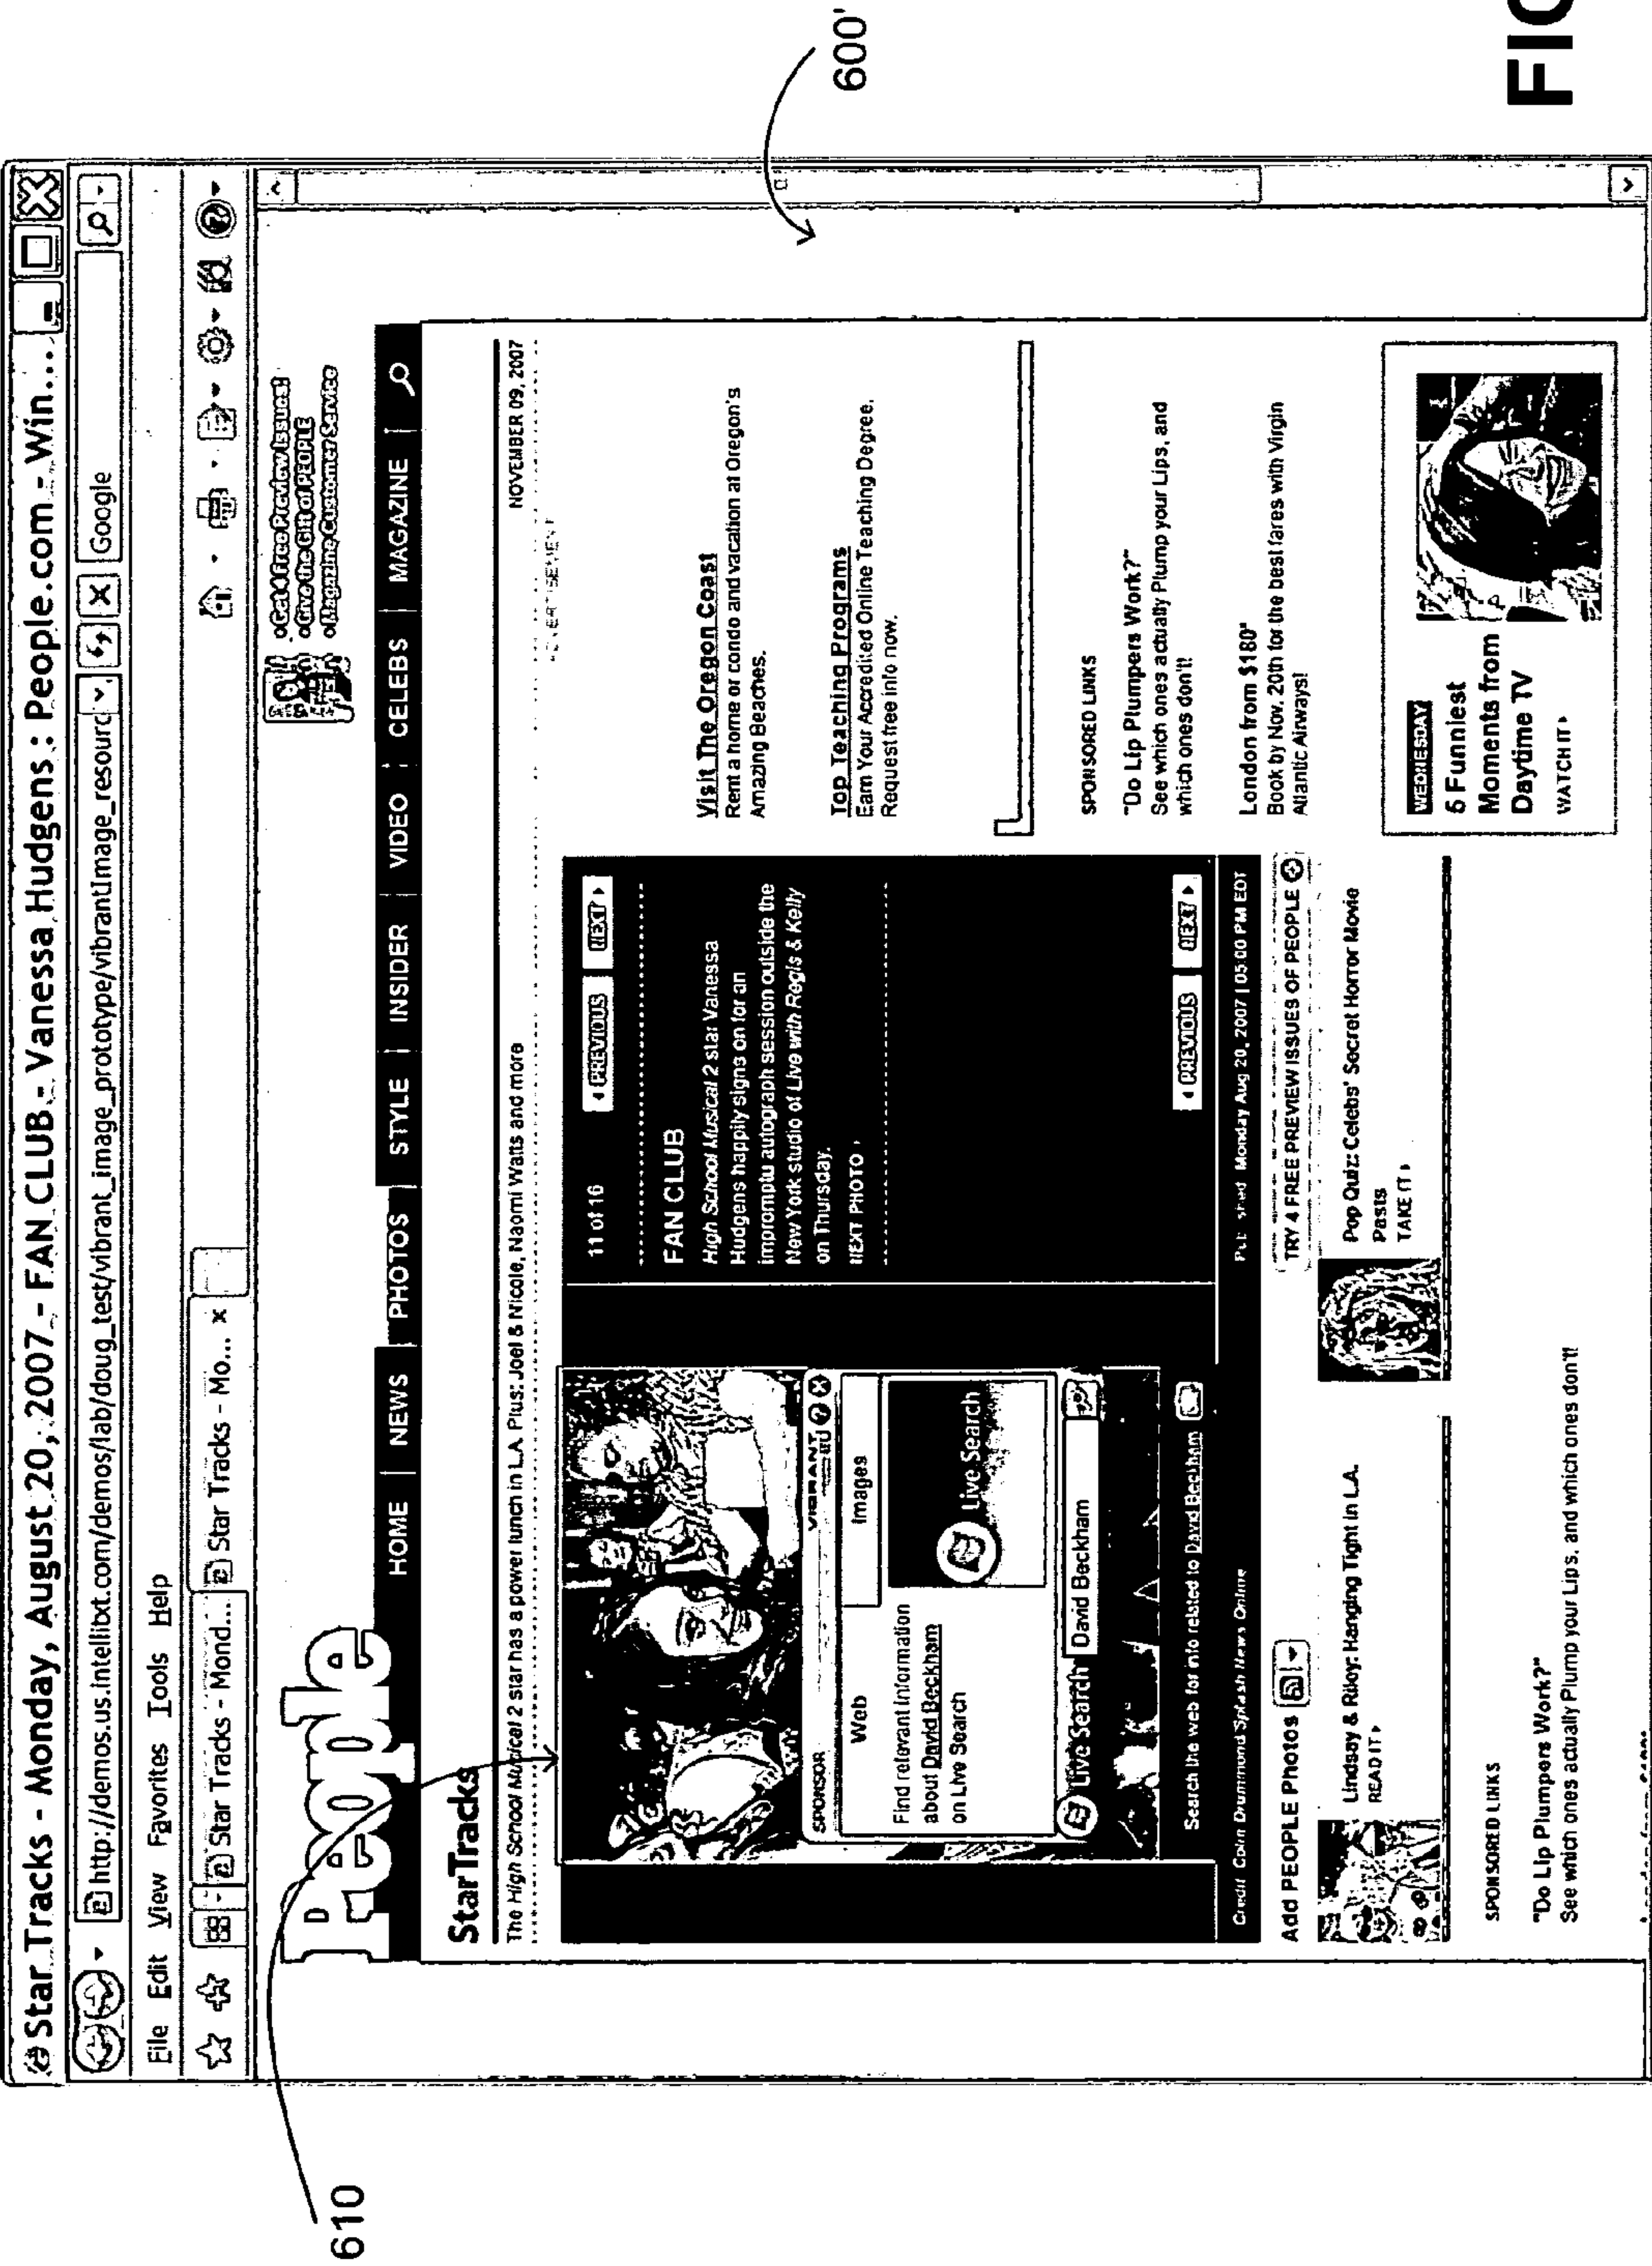 Star Tracks - Monday, August 20, 2007 - FAN CLUB - Vanessa Hudgens : People.com - Win...
http://demos.us.intellitxt.com/demos/lab/doug_test/vibrant_image_prototype/vibrantImage_resourc
Google
File Edit View Favorites Tools Help
Star Tracks - Mond...
Star Tracks - Mo... x
People
Get 4 Free Preview Issues!
Give the Gift of PEOPLE
Magazine Customer Service
HOME | NEWS | PHOTOS | STYLE | INSIDER | VIDEO | CELEBS | MAGAZINE |
StarTracks
NOVEMBER 09, 2007
The High School Musical 2 star has a power lunch in L.A. Plus: Joel & Nicole, Naomi Watts and more
ADVERTISEMENT
11 of 16
PREVIOUS
NEXT
FAN CLUB
High School Musical 2 star Vanessa
Hudgens happily signs on for an
impromptu autograph session outside the
New York studio of Live with Regis & Kelly
on Thursday.
NEXT PHOTO
PREVIOUS
NEXT
SPONSOR
VIBRANT
Web
Images
Find relevant information
about David Beckham
on Live Search
Live Search
Live Search
David Beckham
Search the web for info related to David Beckham
Credit Colin Drummond Splash News Online
Monday Aug 20, 2007 | 05:00 PM EDT
Add PEOPLE Photos
TRY 4 FREE PREVIEW ISSUES OF PEOPLE
Lindsay & Riley: Hanging Tight in L.A.
READ IT
Pop Quiz: Celebs' Secret Horror Movie
Pasts
TAKE IT
SPONSORED LINKS
"Do Lip Plumpers Work?"
See which ones actually Plump your Lips, and which ones don't!
Visit The Oregon Coast
Rent a home or condo and vacation at Oregon's
Amazing Beaches.
Top Teaching Programs
Earn Your Accredited Online Teaching Degree.
Request free info now.
SPONSORED LINKS
"Do Lip Plumpers Work?"
See which ones actually Plump your Lips, and
which ones don't!
London from $180*
Book by Nov. 20th for the best fares with Virgin
Atlantic Airways!
WEDNESDAY
6 Funniest
Moments from
Daytime TV
WATCH IT
610
600'